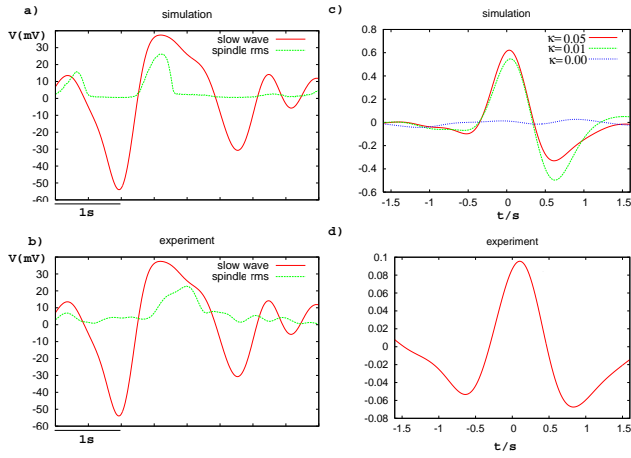 a)
simulation
V(mV)
slow wave
spindle rms
30
20
10
0
-10
-20
-30
-40
-50
-60
1s
b)
experiment
V(mV)
slow wave
spindle rms
30
20
10
0
-10
-20
-30
-40
-50
-60
1s
c)
simulation
κ=0.05
κ=0.01
κ=0.00
0.8
0.6
0.4
0.2
0
-0.2
-0.4
-0.6
-1.5 -1 -0.5 0 0.5 1 1.5
t/s
d)
experiment
0.1
0.08
0.06
0.04
0.02
0
-0.02
-0.04
-0.06
-0.08
-1.5 -1 -0.5 0 0.5 1 1.5
t/s